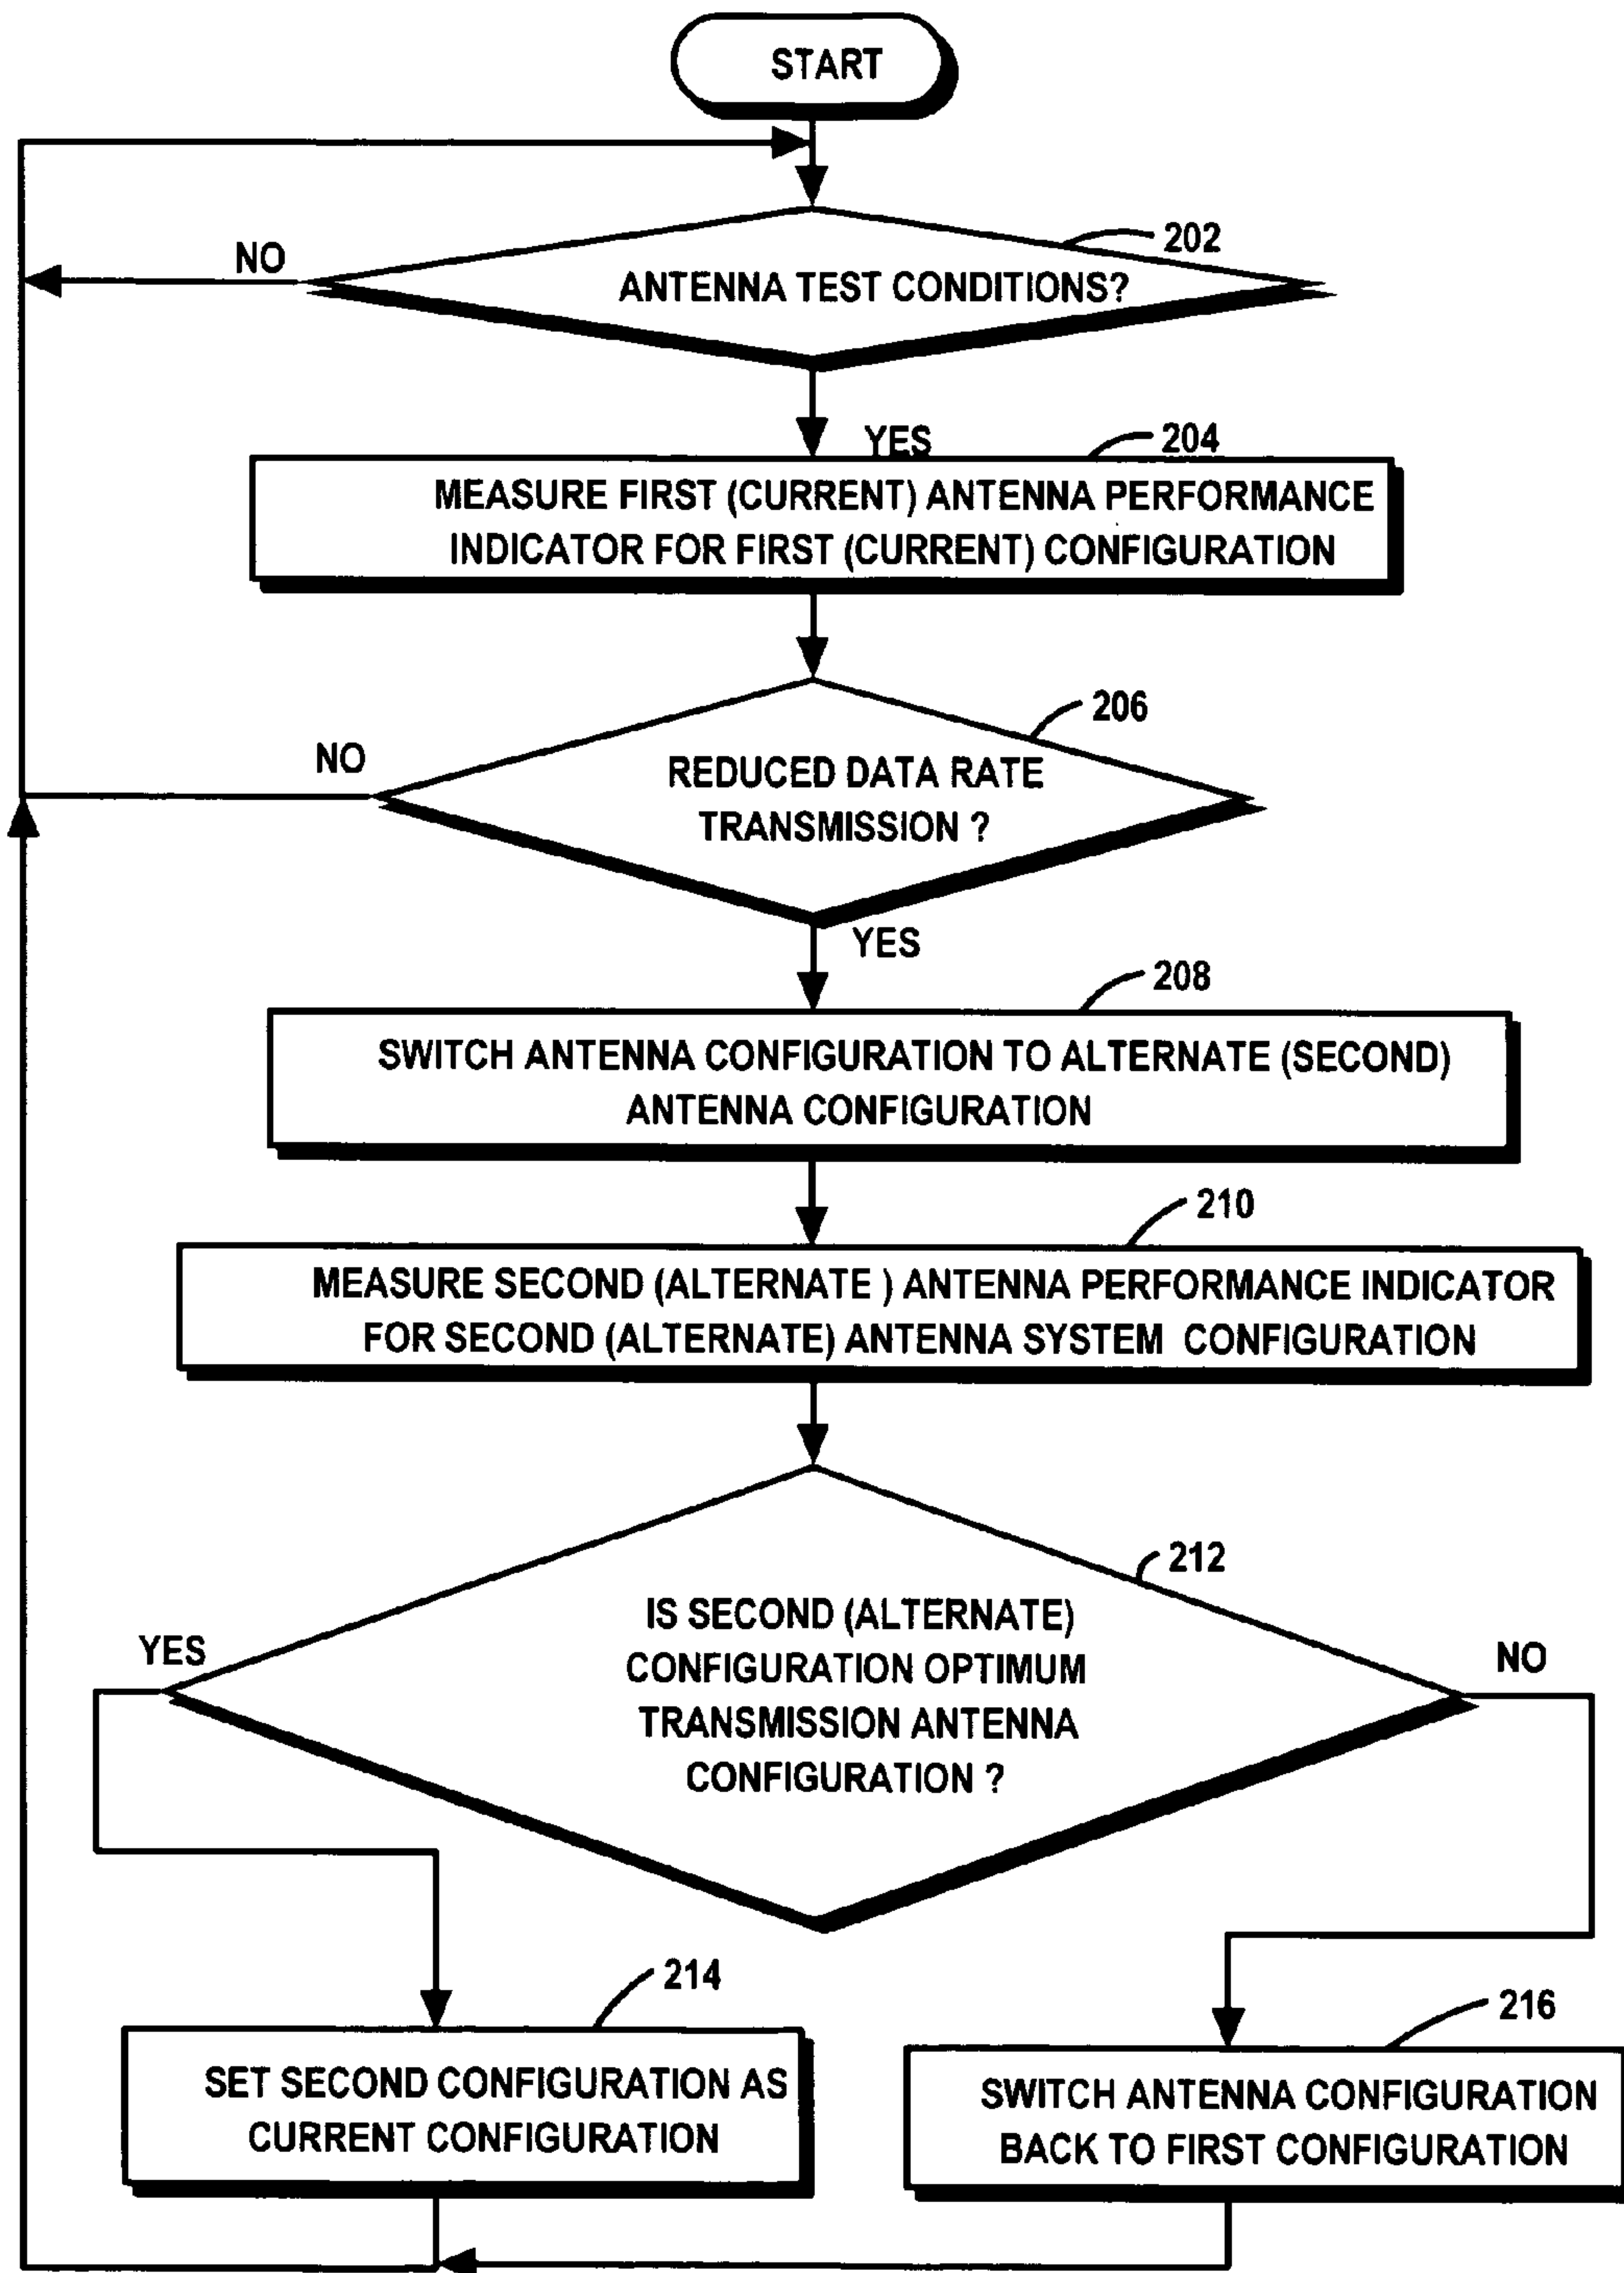 START
NO
202
ANTENNA TEST CONDITIONS?
YES
204
MEASURE FIRST (CURRENT) ANTENNA PERFORMANCE
INDICATOR FOR FIRST (CURRENT) CONFIGURATION
206
NO
REDUCED DATA RATE
TRANSMISSION ?
YES
208
SWITCH ANTENNA CONFIGURATION TO ALTERNATE (SECOND)
ANTENNA CONFIGURATION
210
MEASURE SECOND (ALTERNATE ) ANTENNA PERFORMANCE INDICATOR
FOR SECOND (ALTERNATE) ANTENNA SYSTEM CONFIGURATION
212
YES
IS SECOND (ALTERNATE)
CONFIGURATION OPTIMUM
TRANSMISSION ANTENNA
CONFIGURATION ?
NO
214
SET SECOND CONFIGURATION AS
CURRENT CONFIGURATION
216
SWITCH ANTENNA CONFIGURATION
BACK TO FIRST CONFIGURATION